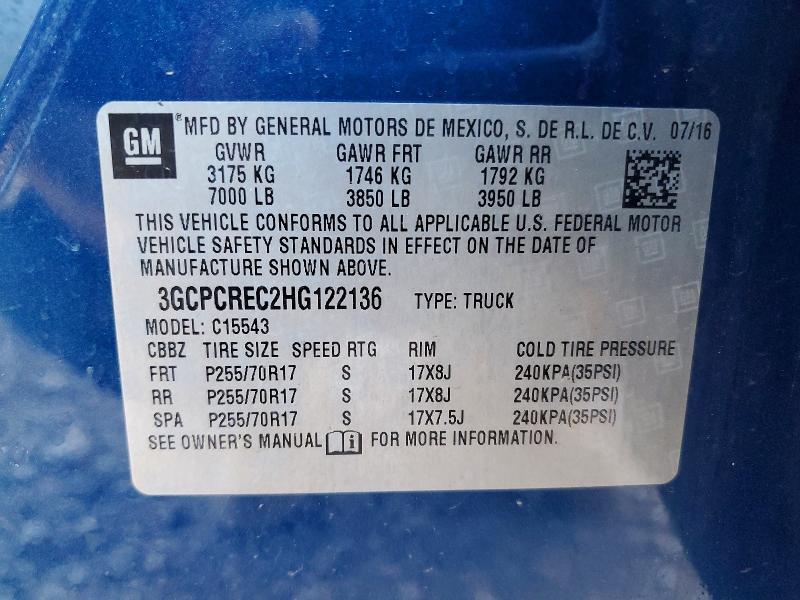 GM ® MFD BY GENERAL MOTORS DE MEXICO, S. DE R.L. DE C.V. 07/16
GVWR GAWR FRT GAWR RR
3175 KG 1746 KG 1792 KG
7000 LB 3850 LB 3950 LB
THIS VEHICLE CONFORMS TO ALL APPLICABLE U.S. FEDERAL MOTOR
VEHICLE SAFETY STANDARDS IN EFFECT ON THE DATE OF
MANUFACTURE SHOWN ABOVE.
3GCPCREC2HG122136 TYPE: TRUCK
MODEL: C15543
CBBZ TIRE SIZE SPEED RTG RIM COLD TIRE PRESSURE
FRT P255/70R17 S 17X8J 240KPA(35PSI)
RR P255/70R17 S 17X8J 240KPA(35PSI)
SPA P255/70R17 S 17X7.5J 240KPA(35PSI)
SEE OWNER'S MANUAL i FOR MORE INFORMATION.